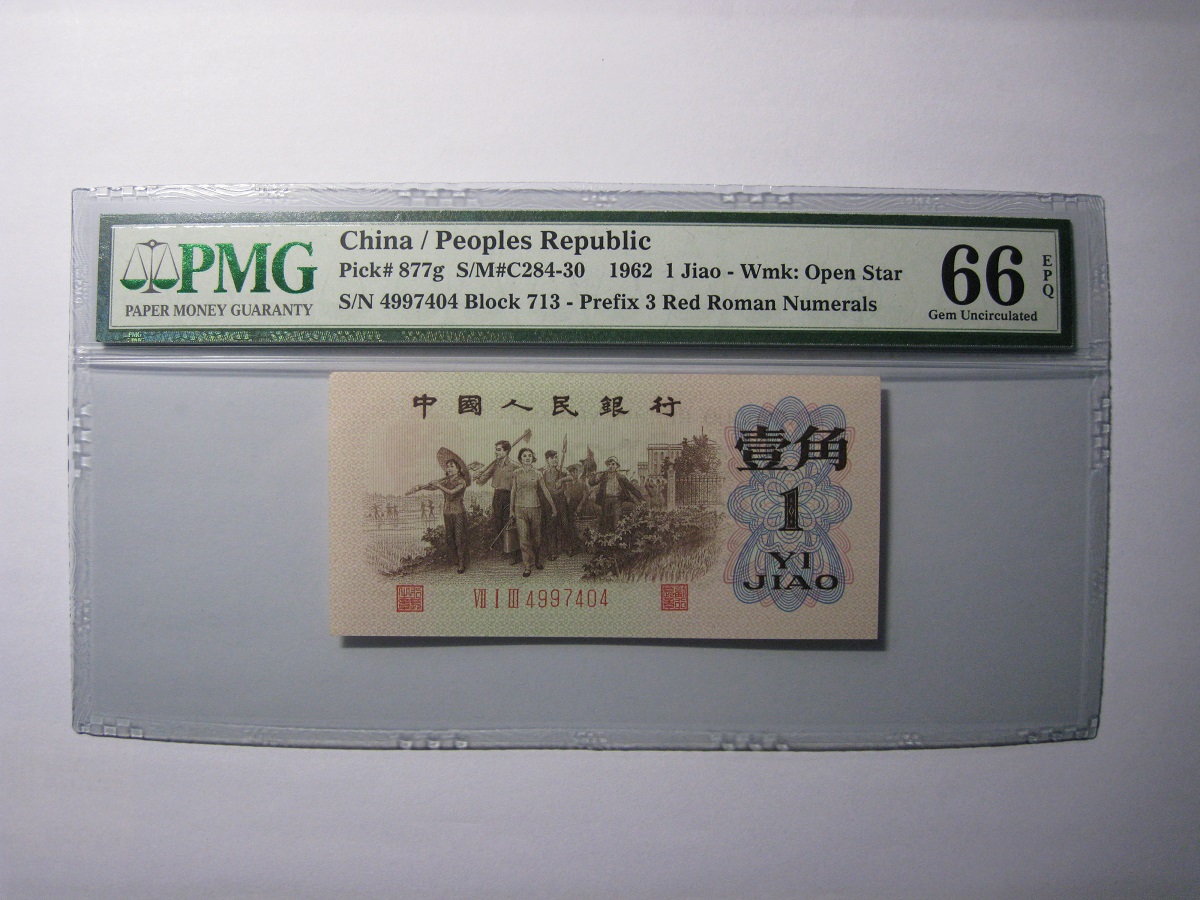 PMG
PAPER MONEY GUARANTY
China / Peoples Republic
Pick# 877g S/M#C284-30 1962 1 Jiao - Wmk: Open Star
S/N 4997404 Block 713 - Prefix 3 Red Roman Numerals
66
EPQ
Gem Uncirculated
中國人民銀行
壹角
1
YI
JIAO
VII I III 4997404